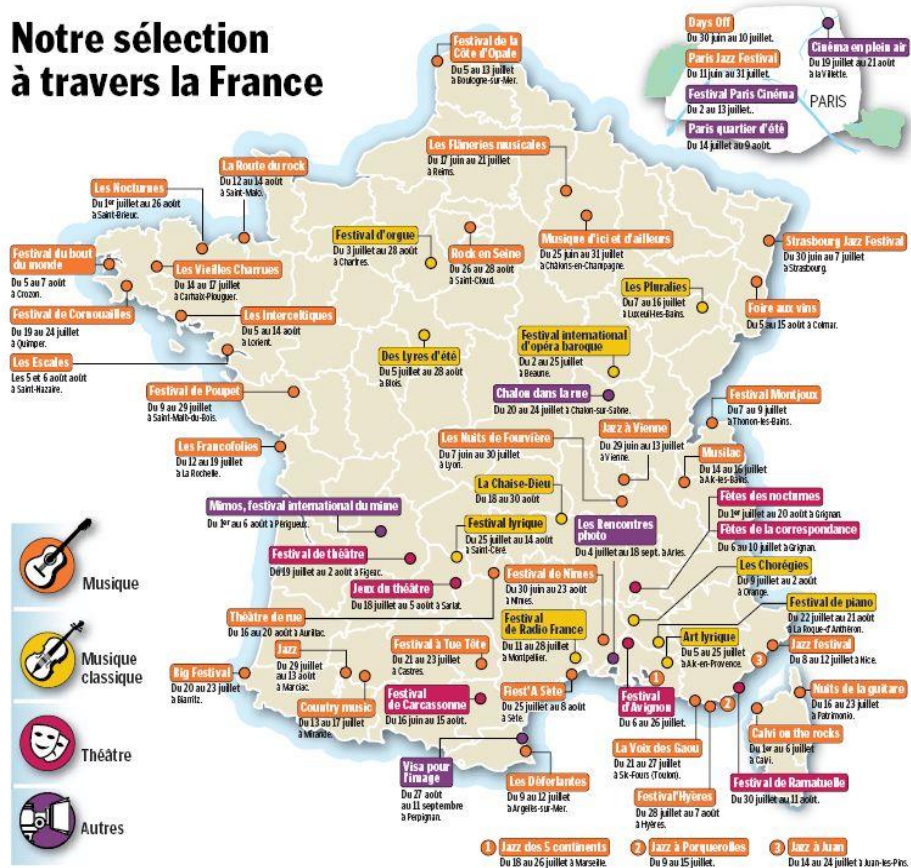 Notre sélection
à travers la France
Days Off
Du 30 juin au 10 juillet.
Paris Jazz Festival
Du 11 juin au 31 juillet.
Festival Paris Cinéma
Du 2 au 13 juillet..
Paris quartier d'été
Du 14 juillet au 9 août.
Cinéma en plein air
Du 19 juillet au 21 août
à la Villette.
PARIS
Festival de la
Côte d'Opale
Du 5 au 13 juillet
à Boulogne-sur-Mer.
Les Flâneries musicales
Du 17 juin au 21 juillet
à Reims.
La Route du rock
Du 12 au 14 août
à Saint-Malo.
Les Nocturnes
Du 1er juillet au 26 août
à Saint-Brieuc.
Festival d'orgue
Du 3 juillet au 28 août
à Chartres.
Rock en Seine
Du 26 au 28 août
à Saint-Cloud.
Musique d'ici et d'ailleurs
Du 25 juin au 31 juillet
à Châlons-en-Champagne.
Strasbourg Jazz Festival
Du 30 juin au 7 juillet
à Strasbourg.
Festival du bout
du monde
Du 5 au 7 août
à Crozon.
Les Vieilles Charrues
Du 14 au 17 juillet
à Carhaix-Plouguer.
Les Pluralies
Du 7 au 16 juillet
à Luxeuil-les-Bains.
Foire aux vins
Du 5 au 15 août à Colmar.
Festival de Cornouailles
Du 19 au 24 juillet
à Quimper.
Les Interceltiques
Du 5 au 14 août
à Lorient.
Des Lyres d'été
Du 5 juillet au 28 août
à Blois.
Festival international
d'opéra baroque
Du 2 au 25 juillet
à Beaune.
Les Escales
Les 5 et 6 août août
à Saint-Nazaire.
Festival de Poupet
Du 9 au 29 juillet
à Saint-Malô-du-Bois.
Chalon dans la rue
Du 20 au 24 juillet à Chalon-sur-Saône.
Festival Montjoux
Du 7 au 9 juillet
à Thonon-les-Bains.
Les Francofolies
Du 12 au 19 juillet
à La Rochelle.
Les Nuits de Fourvière
Du 7 juin au 30 juillet
à Lyon.
Jazz à Vienne
Du 29 juin au 13 juillet
à Vienne.
Musilac
Du 14 au 16 juillet
à Aix-les-Bains.
La Chaise-Dieu
Du 18 au 30 août
Mimos, festival international du mime
Du 1er au 6 août à Périgueux.
Festival lyrique
Du 25 juillet au 14 août
à Saint-Céré.
Les Rencontres
photo
Du 4 juillet au 18 sept. à Arles.
Fêtes des nocturnes
Du 1er juillet au 20 août à Grignan.
Fêtes de la correspondance
Du 6 au 10 juillet à Grignan.
Festival de théâtre
Du 19 juillet au 2 août à Figeac.
Jeux du théâtre
Du 18 juillet au 5 août à Sarlat.
Festival de Nîmes
Du 30 juin au 23 août
à Nîmes.
Les Chorégies
Du 9 juillet au 2 août
à Orange.
Festival de piano
Du 22 juillet au 21 août
à La Roque-d'Anthéron.
Théâtre de rue
Du 16 au 20 août à Aurillac.
Festival
de Radio France
Du 11 au 28 juillet
à Montpellier.
Art lyrique
Du 5 au 25 juillet
à Aix-en-Provence.
Jazz festival
Du 8 au 12 juillet à Nice.
Big Festival
Du 20 au 23 juillet
à Biarritz.
Jazz
Du 29 juillet
au 13 août
à Marciac.
Festival à Tue Tête
Du 21 au 23 juillet
à Castres.
Country music
Du 13 au 17 juillet
à Mirande.
Festival
de Carcassonne
Du 16 juin au 15 août.
Rest'A Sète
Du 25 juillet au 8 août
à Sète.
Festival
d'Avignon
Du 6 au 26 juillet.
Nuits de la guitare
Du 16 au 23 juillet
à Patrimonio.
Calvi on the rocks
Du 1er au 6 juillet
à Calvi.
La Voix des Gaou
Du 21 au 27 juillet
à Six-Fours (Toulon).
Visa pour
l'image
Du 27 août
au 11 septembre
à Perpignan.
Les Déferlantes
Du 9 au 12 juillet
à Argelès-sur-Mer.
Festival'Hyères
Du 28 juillet au 7 août
à Hyères.
Festival de Ramatuelle
Du 30 juillet au 11 août.
1
2
3
1 Jazz des 5 continents
Du 18 au 26 juillet à Marseille.
2 Jazz à Porquerolles
Du 9 au 15 juillet.
3 Jazz à Juan
Du 14 au 24 juillet à Juan-les-Pins.
Musique
Musique
classique
Théâtre
Autres